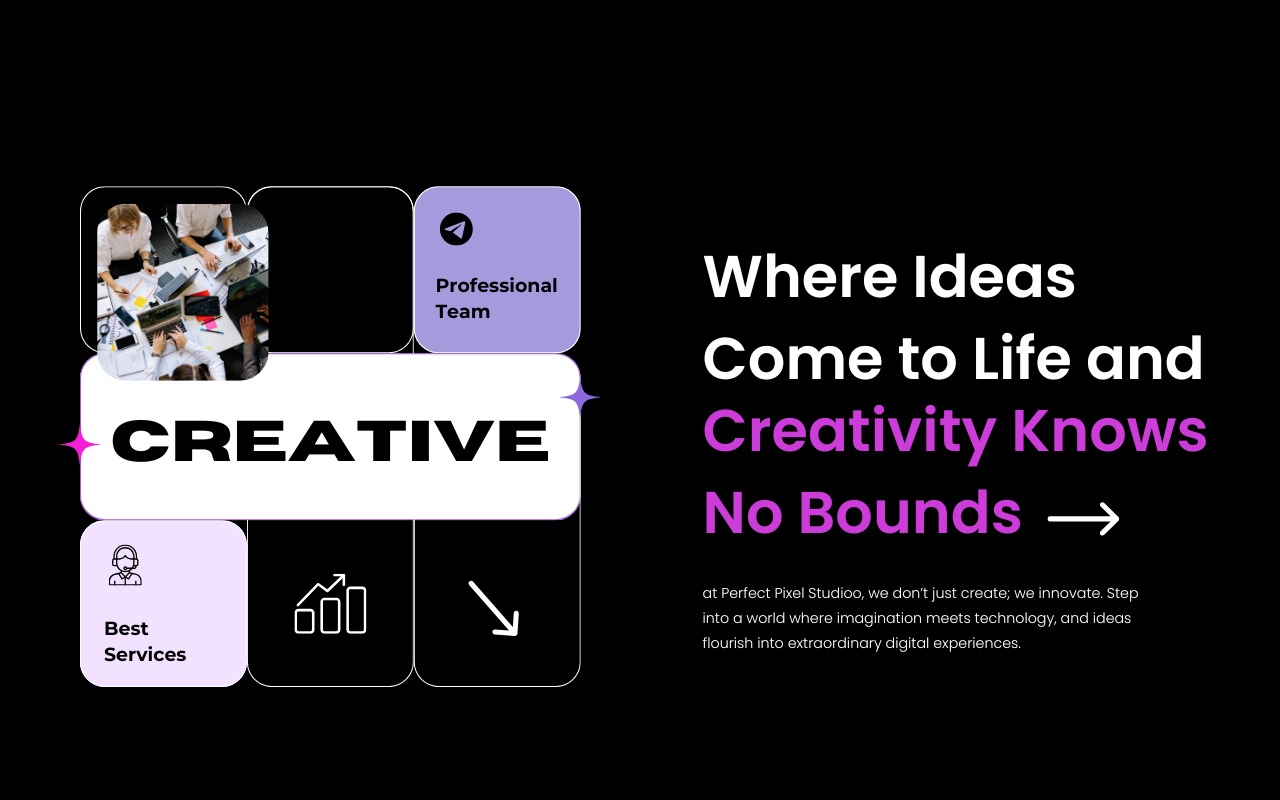 Professional
Team
CREATIVE
Best
Services
Where Ideas
Come to Life and
Creativity Knows
No Bounds
at Perfect Pixel Studioo, we don’t just create; we innovate. Step
into a world where imagination meets technology, and ideas
flourish into extraordinary digital experiences.